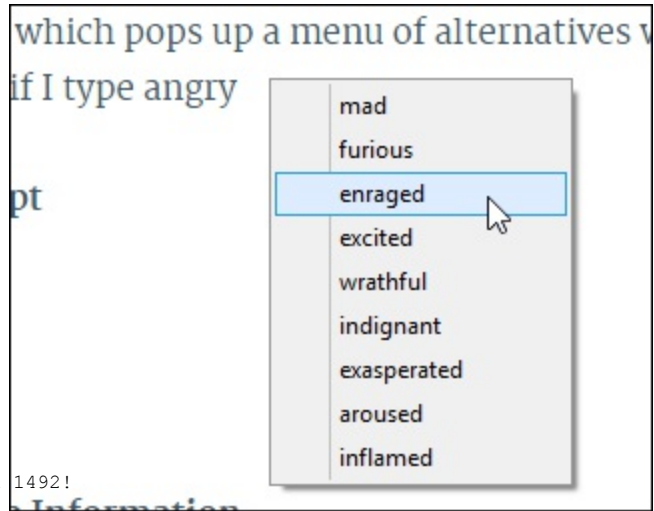 which pops up a menu of alternatives
if I type angry
mad
furious
pt
enraged
excited
wrathful
indignant
exasperated
aroused
inflamed
1492!
Information